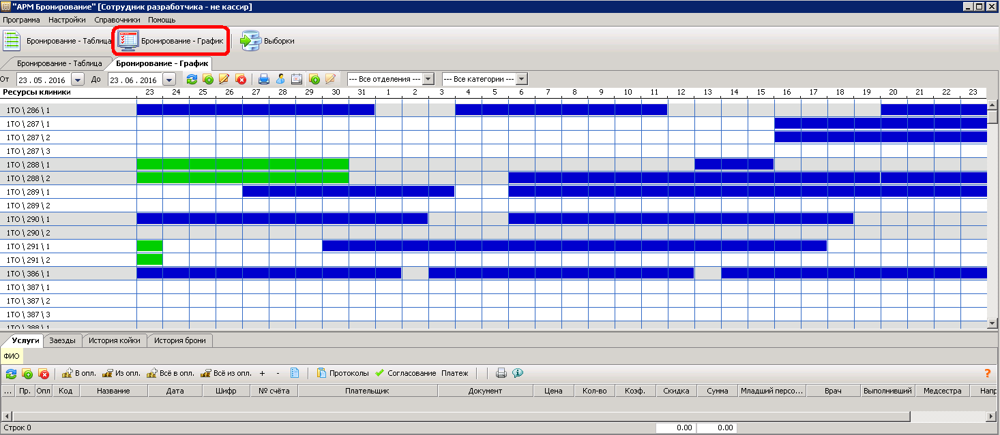 "АРМ Бронирование" [Сотрудник разработчика - не кассир]
Программа Настройки Справочники Помощь
Бронирование - Таблица Бронирование - График Выборки
Бронирование - Таблица Бронирование - График
От 23 . 05 . 2016 До 23 . 06 . 2016 --- Все отделения --- --- Все категории ---
Ресурсы клиники 23 24 25 26 27 28 29 30 31 1 2 3 4 5 6 7 8 9 10 11 12 13 14 15 16 17 18 19 20 21 22 23
1ТО \ 286 \ 1
1ТО \ 287 \ 1
1ТО \ 287 \ 2
1ТО \ 287 \ 3
1ТО \ 288 \ 1
1ТО \ 288 \ 2
1ТО \ 289 \ 1
1ТО \ 289 \ 2
1ТО \ 290 \ 1
1ТО \ 290 \ 2
1ТО \ 291 \ 1
1ТО \ 291 \ 2
1ТО \ 386 \ 1
1ТО \ 387 \ 1
1ТО \ 387 \ 2
1ТО \ 387 \ 3
1ТО \ 388 \ 1
Услуги Заезды История койки История брони
ФИО
В опл. Из опл. Всё в опл. Всё из опл. + - Протоколы Согласование Платеж ?
... Пр. Опл Код Название Дата Шифр № счёта Плательщик Документ Цена Кол-во Коэф. Скидка Сумма Младший персо... Врач Выполнивший Медсестра Напр
Строк 0 0.00 0.00